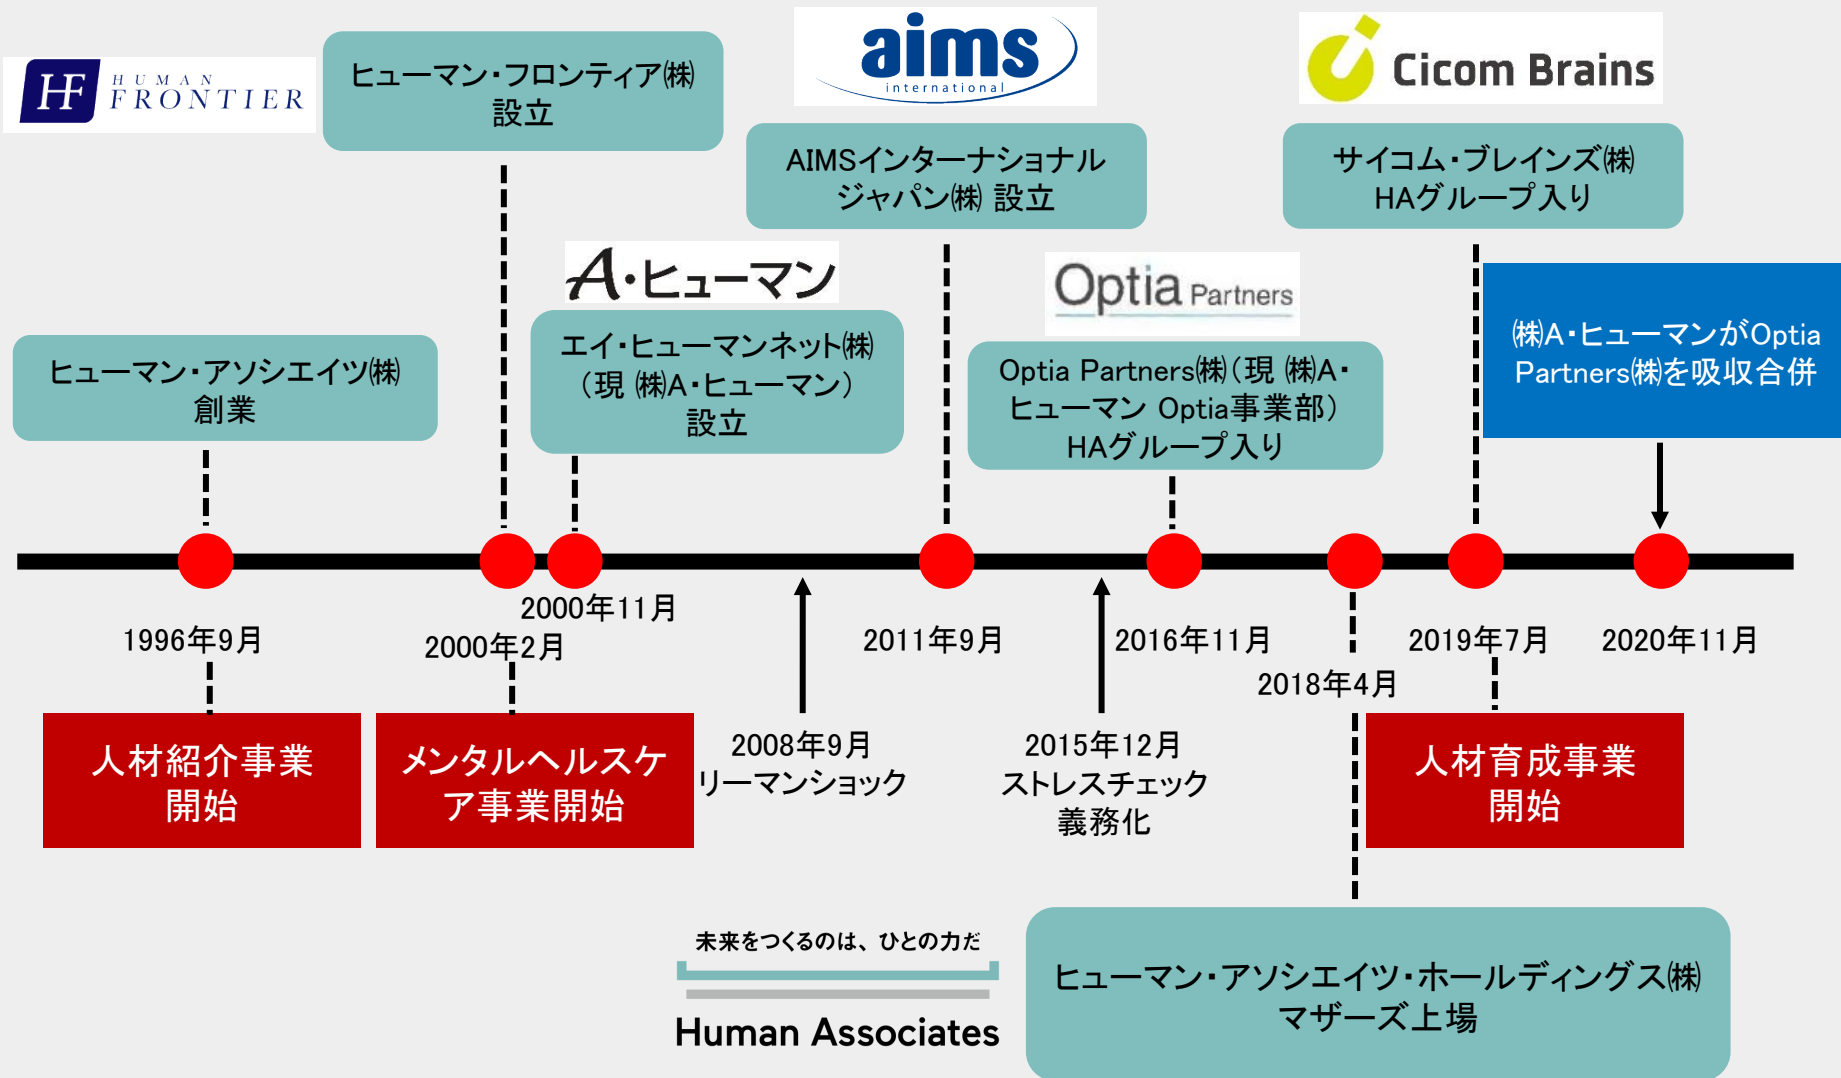 HF HUMAN
FRONTIER
ヒューマン・フロンティア㈱
設立
aims
international
AIMSインターナショナル
ジャパン㈱ 設立
Cicom Brains
サイコム・ブレインズ㈱
HAグループ入り
A・ヒューマン
エイ・ヒューマンネット㈱
（現 ㈱A・ヒューマン）
設立
Optia Partners
Optia Partners㈱（現 ㈱A・
ヒューマン Optia事業部）
HAグループ入り
㈱A・ヒューマンがOptia
Partners㈱を吸収合併
ヒューマン・アソシエイツ㈱
創業
1996年9月
2000年2月
2000年11月
2011年9月
2016年11月
2018年4月
2019年7月
2020年11月
人材紹介事業
開始
メンタルヘルスケ
ア事業開始
2008年9月
リーマンショック
2015年12月
ストレスチェック
義務化
人材育成事業
開始
未来をつくるのは、ひとの力だ
Human Associates
ヒューマン・アソシエイツ・ホールディングス㈱
マザーズ上場